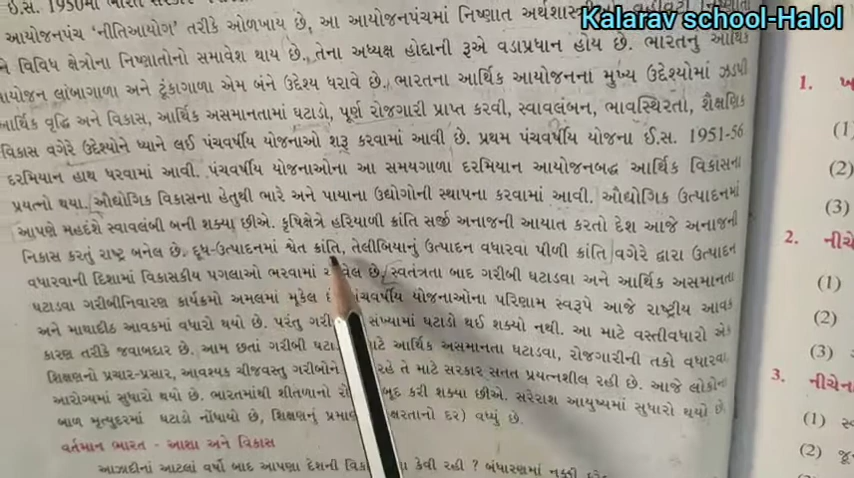 Kalarav school-Halol
ઈ.સ. 1950માં ભારત
આયોજનપંચ 'નીતિઆયોગ' તરીકે ઓળખાય છે, આ આયોજનપંચમાં નિષ્ણાત અર્થશાસ્ત્રીઓ
વિવિધ ક્ષેત્રોના નિષ્ણાતોનો સમાવેશ થાય છે. તેના અધ્યક્ષ હોદાની રૂએ વડાપ્રધાન હોય છે. ભારતનું આર્થિક
લાંબાગાળા અને ટૂંકાગાળા એમ બંને ઉદ્દેશ્ય ધરાવે છે. ભારતના આર્થિક આયોજનના મુખ્ય ઉદ્દેશ્યોમાં ઝડપી
આર્થિક વૃદ્ધિ અને વિકાસ, આર્થિક અસમાનતામાં ઘટાડો, પૂર્ણ રોજગારી પ્રાપ્ત કરવી, સ્વાવલંબન, ભાવસ્થિરતો, શૈક્ષણિક
વિકાસ વગેરે ઉદ્દેશ્યોને ધ્યાને લઈ પંચવર્ષીય યોજનાઓ શરૂ કરવામાં આવી છે. પ્રથમ પંચવર્ષીય યોજના ઈ.સ. 1951-56
દરમિયાન હાથ ધરવામાં આવી. પંચવર્ષીય યોજનાઓના આ સમયગાળા દરમિયાન આયોજનબદ્ધ આર્થિક વિકાસના
પ્રયત્નો થયા. ઔદ્યોગિક વિકાસના હેતુથી ભારે અને પાયાના ઉદ્યોગોની સ્થાપના કરવામાં આવી. ઔદ્યોગિક ઉત્પાદનમાં
આપણે મહદંશે સ્વાવલંબી બની શક્યા છીએ. કૃષિક્ષેત્રે હરિયાળી ક્રાંતિ સર્જી અનાજની આયાત કરતો દેશ આજે અનાજની
નિકાસ કરતું રાષ્ટ્ર બનેલ છે. દૂધ-ઉત્પાદનમાં શ્વેત ક્રાંતિ, તેલીબિયાનું ઉત્પાદન વધારવા પીળી ક્રાંતિ વગેરે દ્વારા ઉત્પાદન
વધારવાની દિશામાં વિકાસકીય પગલાઓ ભરવામાં છે. સ્વતંત્રતા બાદ ગરીબી ઘટાડવા અને આર્થિક અસમાનતા
ઘટાડવા ગરીબીનિવારણ કાર્યક્રમો અમલમાં મૂકેલ પંચવર્ષીય યોજનાઓના પરિણામ સ્વરૂપે આજે રાષ્ટ્રીય આવક
અને માથાદીઠ આવકમાં વધારો થયો છે. પરંતુ સંખ્યામાં ઘટાડો થઈ શક્યો નથી. આ માટે વસ્તીવધારો એક
કારણ તરીકે જવાબદાર છે. આમ છતાં ગરીબી આર્થિક અસમાનતા ઘટાડવા, રોજગારીની તકો વધારવા
શિક્ષણનો પ્રચાર-પ્રસાર, આવશ્યક ચીજવસ્તુ ગરીબોને રહે તે માટે સરકાર સતત પ્રયત્નશીલ રહી છે. આજે લોકોના
આરોગ્યમાં સુધારો થયો છે. ભારતમાંથી શીતળાનો કરી શક્યા છીએ. સરેરાશ આયુષ્યમાં સુધારો થયો છે
બાળ મૃત્યુદરમાં ઘટાડો નોંધાયો છે, શિક્ષણનું દર) વધ્યું છે.
વર્તમાન ભારત - આશા અને વિકાસ
આઝાદીનાં આટલાં વર્ષો બાદ આપણા દેશની કેવી રહી ? બંધારણમાં
1.
(1)
(2)
(3)
2. નીચે
(1)
(2)
(3)
3. નીચેન
(1)
(2)